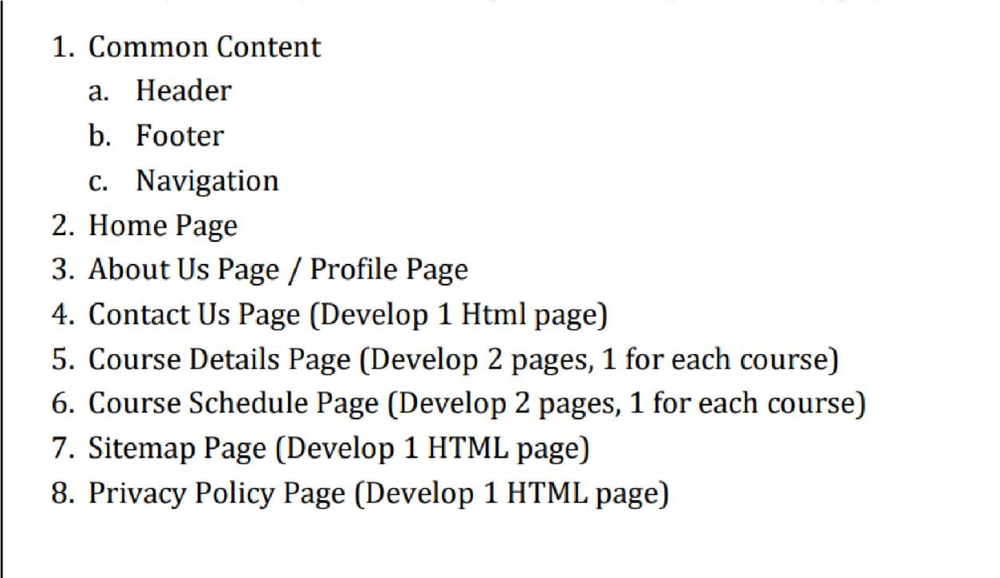 1. Common Content
a. Header
b. Footer
c. Navigation
2. Home Page
3. About Us Page / Profile Page
4. Contact Us Page (Develop 1 Html page)
5. Course Details Page (Develop 2 pages, 1 for each course)
6. Course Schedule Page (Develop 2 pages, 1 for each course)
7. Sitemap Page (Develop 1 HTML page)
8. Privacy Policy Page (Develop 1 HTML page)